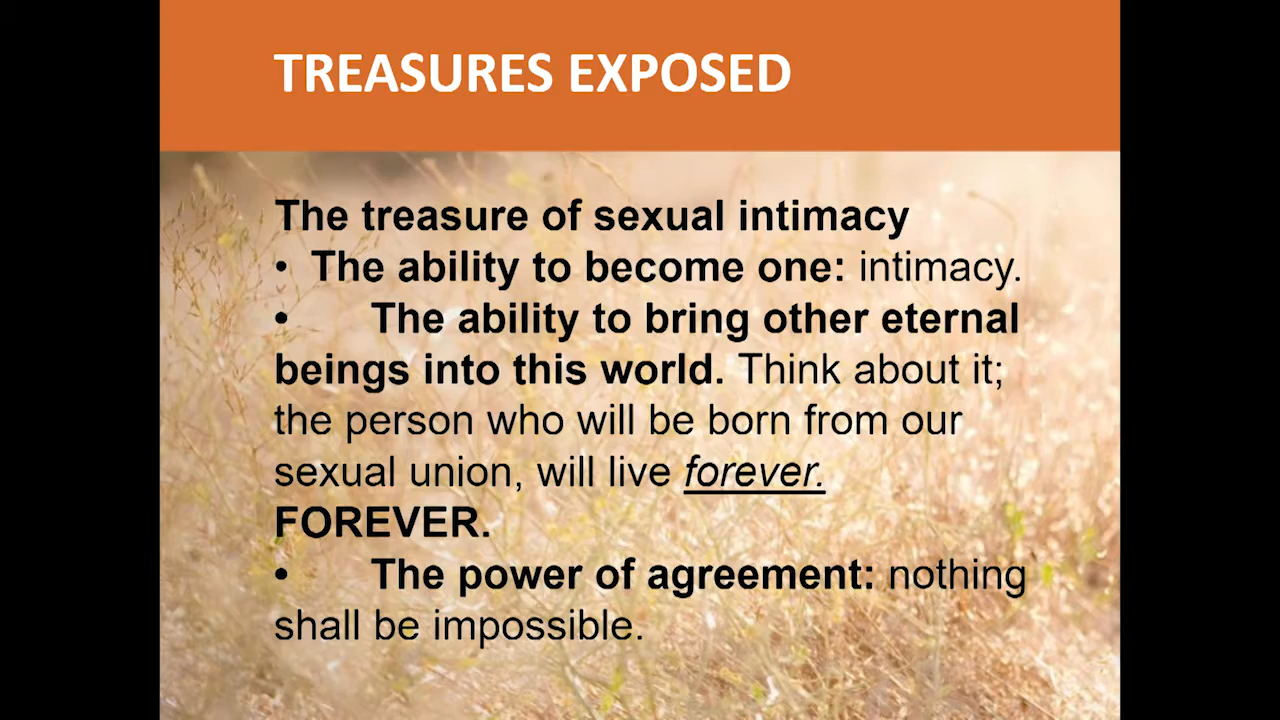 TREASURES EXPOSED
The treasure of sexual intimacy
• The ability to become one: intimacy.
• The ability to bring other eternal
beings into this world. Think about it;
the person who will be born from our
sexual union, will live forever.
FOREVER.
• The power of agreement: nothing
shall be impossible.